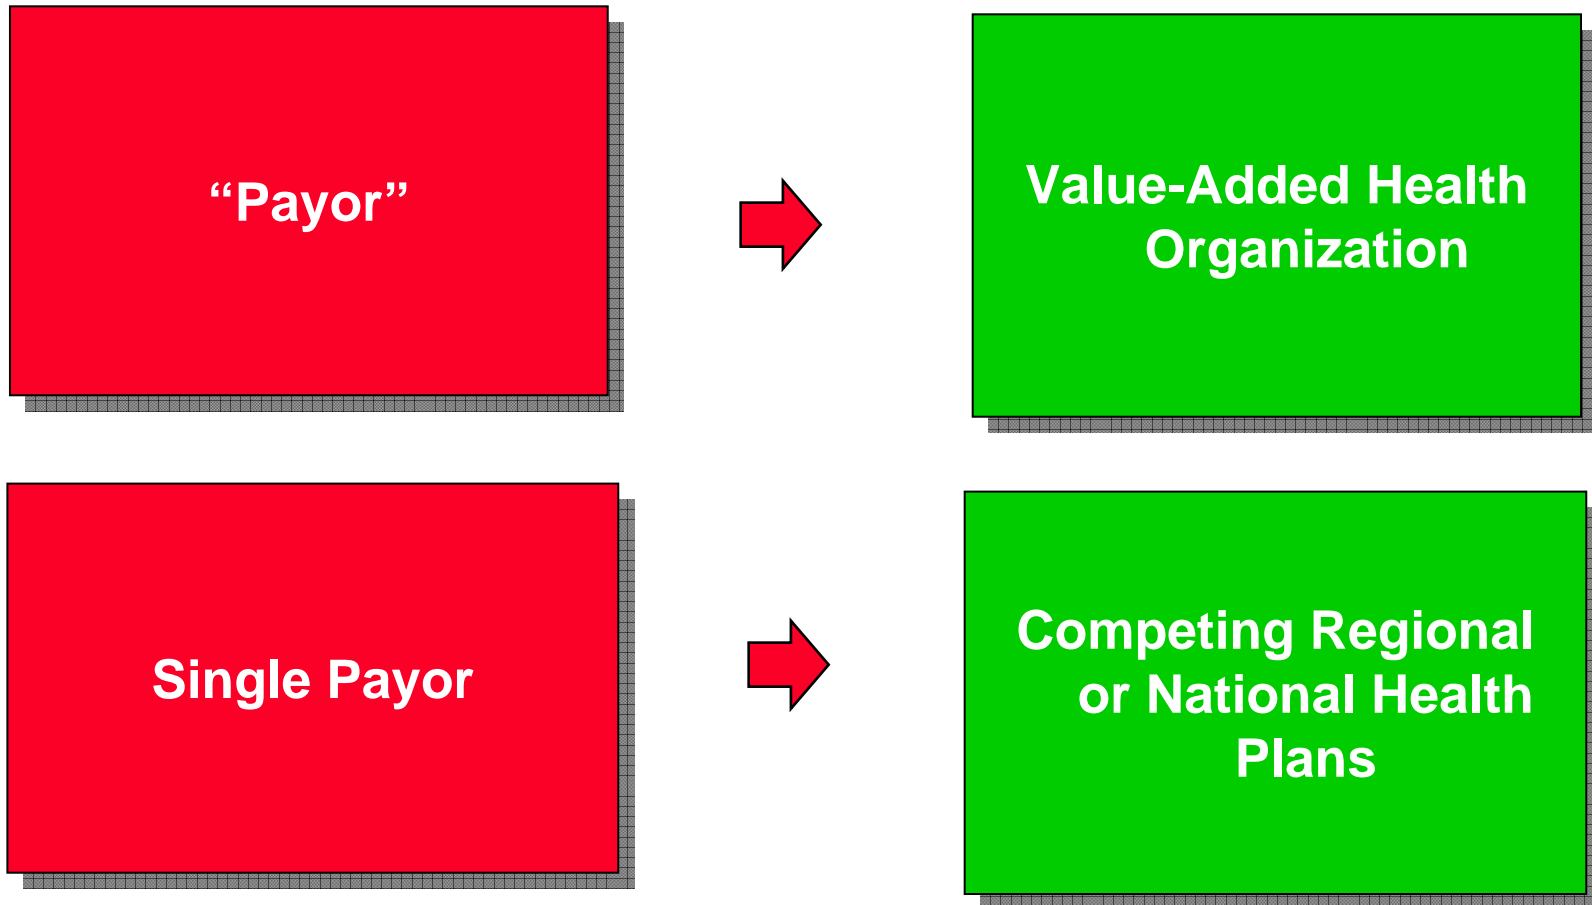 “Payor”
Value-Added Health
Organization
Single Payor
Competing Regional
or National Health
Plans